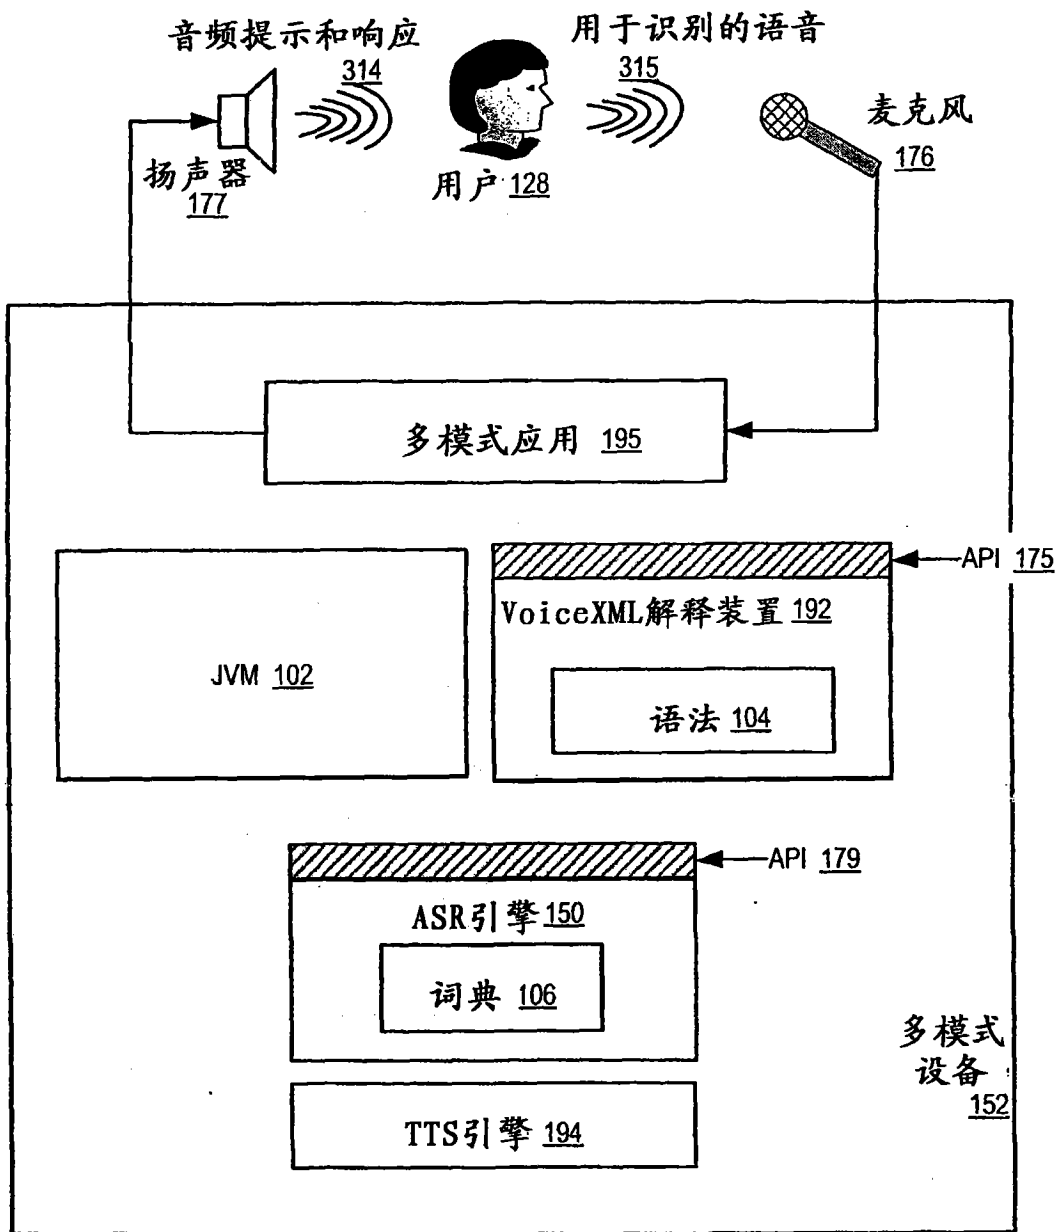 音频提示和响应
314
用于识别的语音
315
麦克风
176
扬声器
177
用户 128
多模式应用 195
API 175
VoiceXML解释装置 192
JVM 102
语法 104
API 179
ASR引擎 150
词典 106
多模式
设备
152
TTS引擎 194